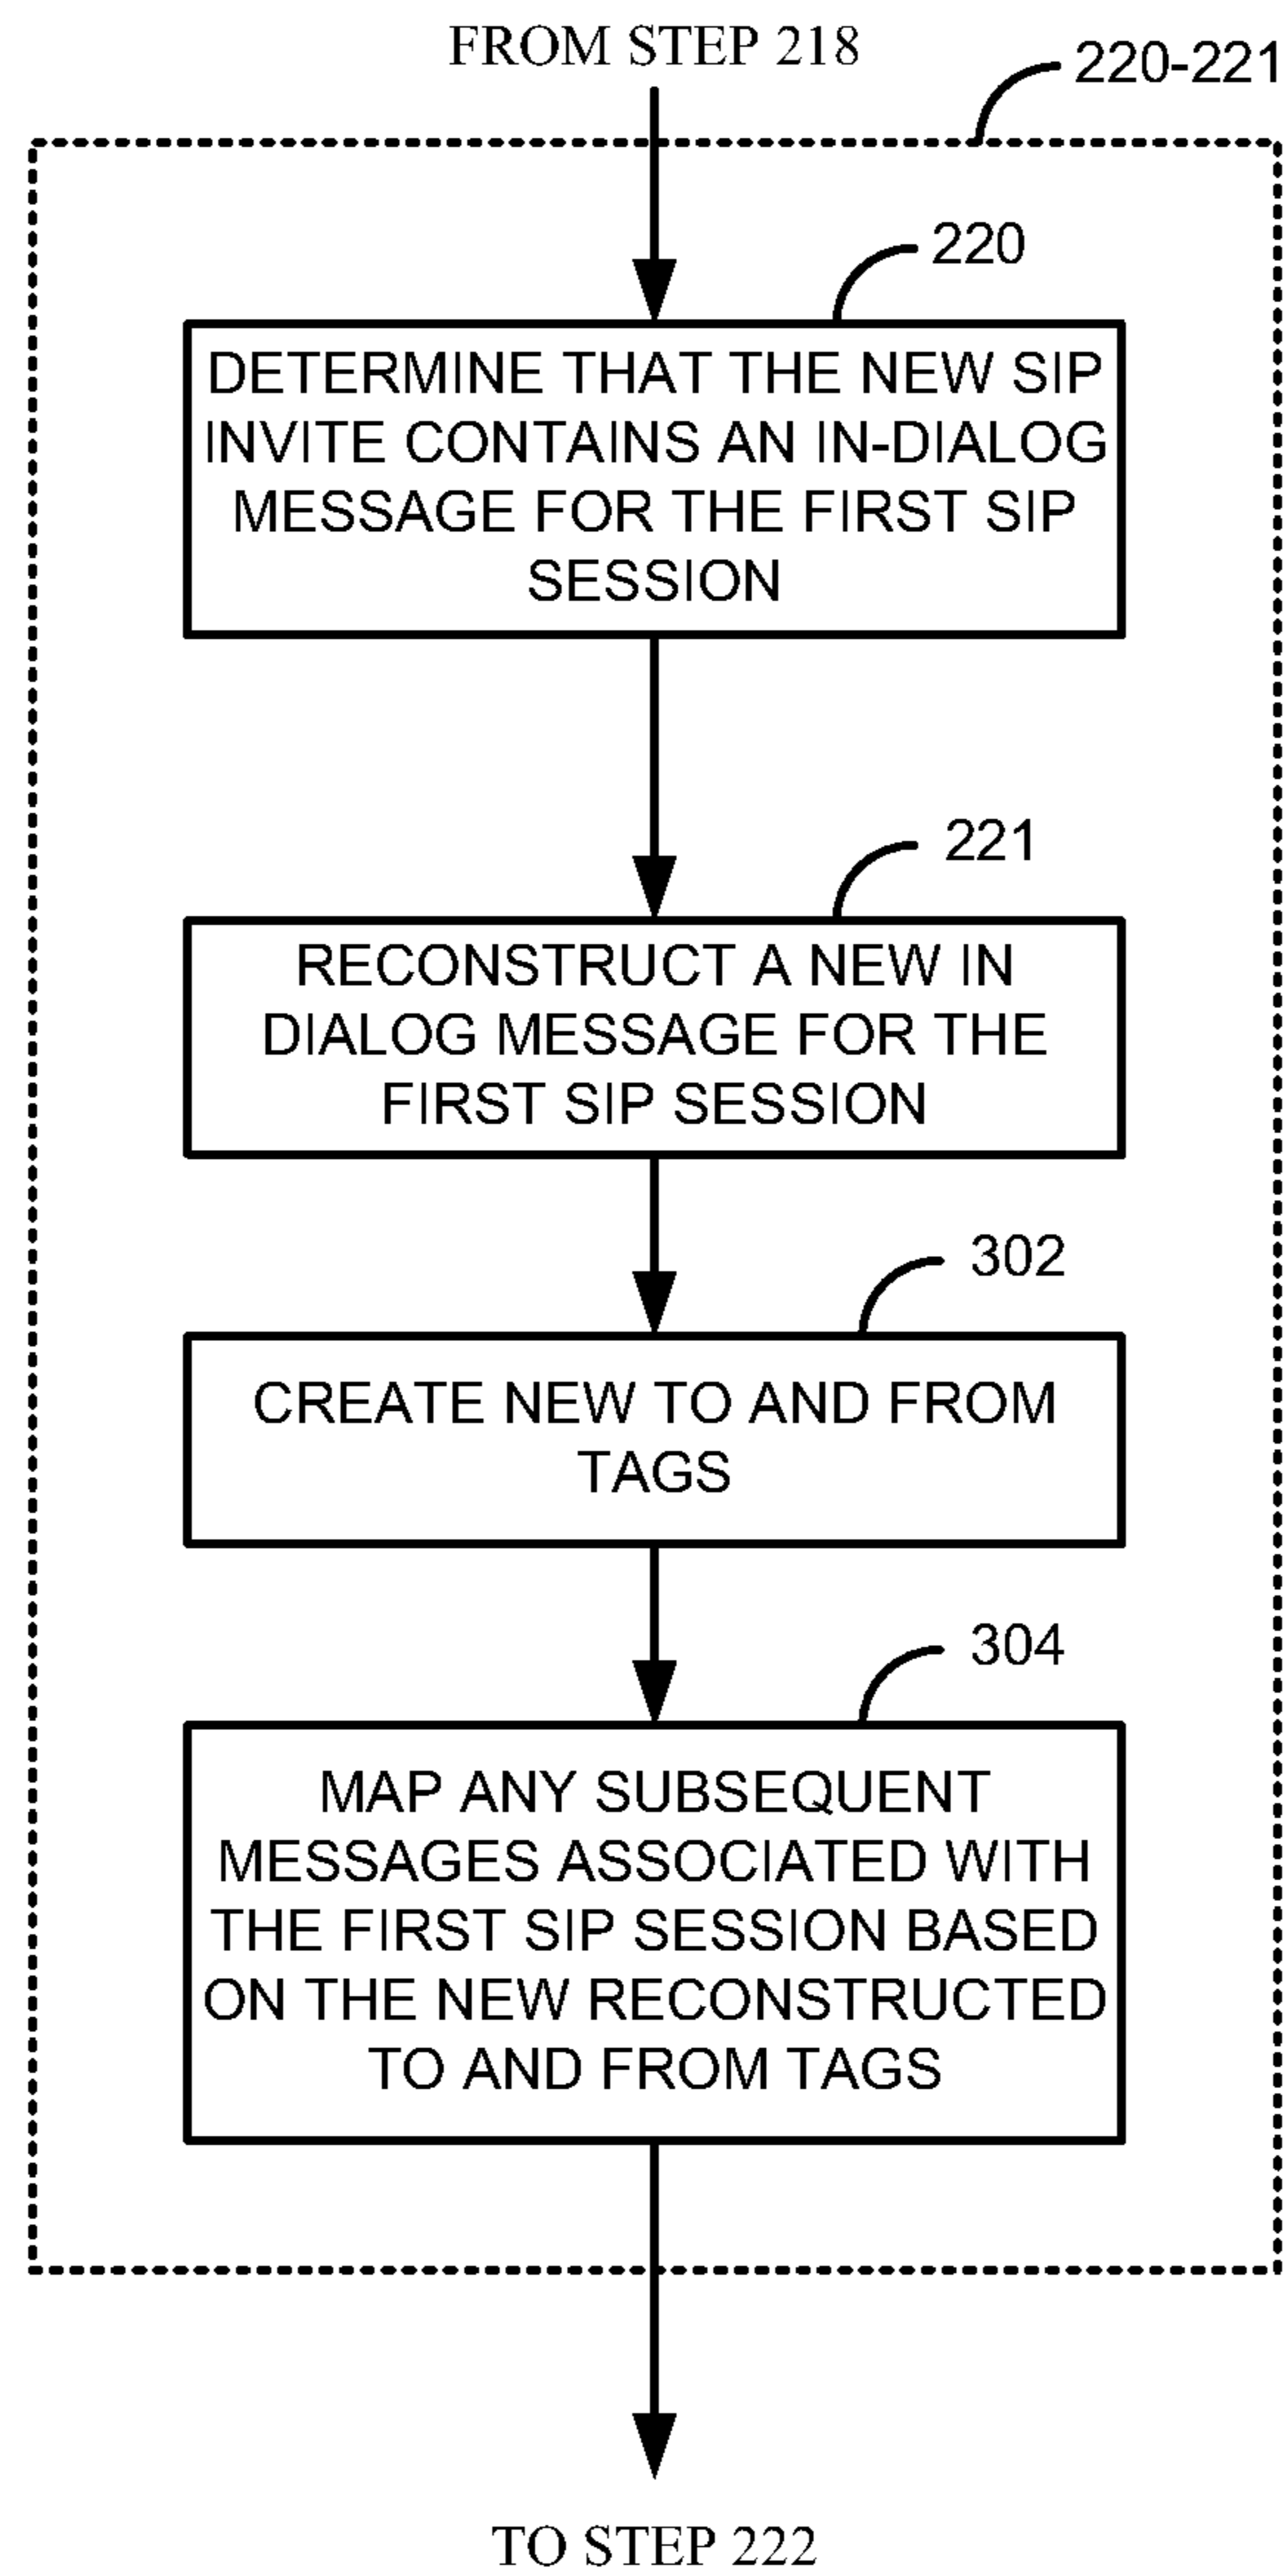 FROM STEP 218
220-221
220
DETERMINE THAT THE NEW SIP
INVITE CONTAINS AN IN-DIALOG
MESSAGE FOR THE FIRST SIP
SESSION
221
RECONSTRUCT A NEW IN
DIALOG MESSAGE FOR THE
FIRST SIP SESSION
302
CREATE NEW TO AND FROM
TAGS
304
MAP ANY SUBSEQUENT
MESSAGES ASSOCIATED WITH
THE FIRST SIP SESSION BASED
ON THE NEW RECONSTRUCTED
TO AND FROM TAGS
TO STEP 222